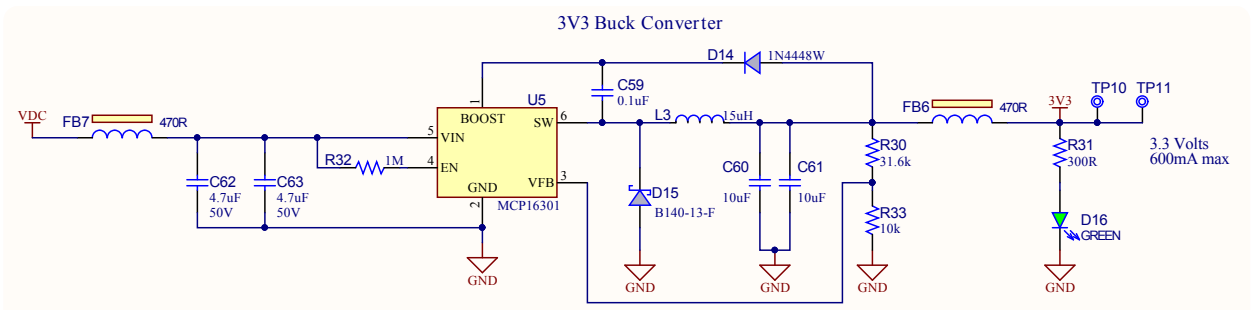 3V3 Buck Converter
D14
1N4448W
C59
0.1uF
U5
1
BOOST
VDC
FB7
470R
5
VIN
SW
6
L3
15uH
FB6
470R
3V3
TP10
TP11
R32
1M
4
EN
R30
31.6k
R31
300R
3.3 Volts
600mA max
C62
4.7uF
50V
C63
4.7uF
50V
GND
2
VFB
3
MCP16301
D15
B140-13-F
C60
10uF
C61
10uF
R33
10k
D16
GREEN
GND
GND
GND
GND
GND